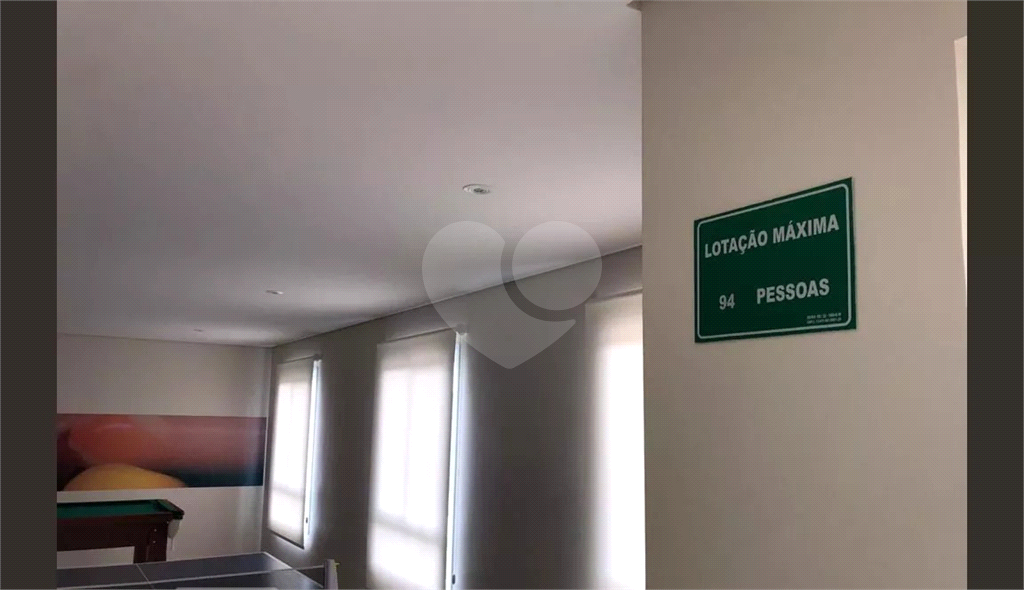 LOTAÇÃO MÁXIMA
94 PESSOAS